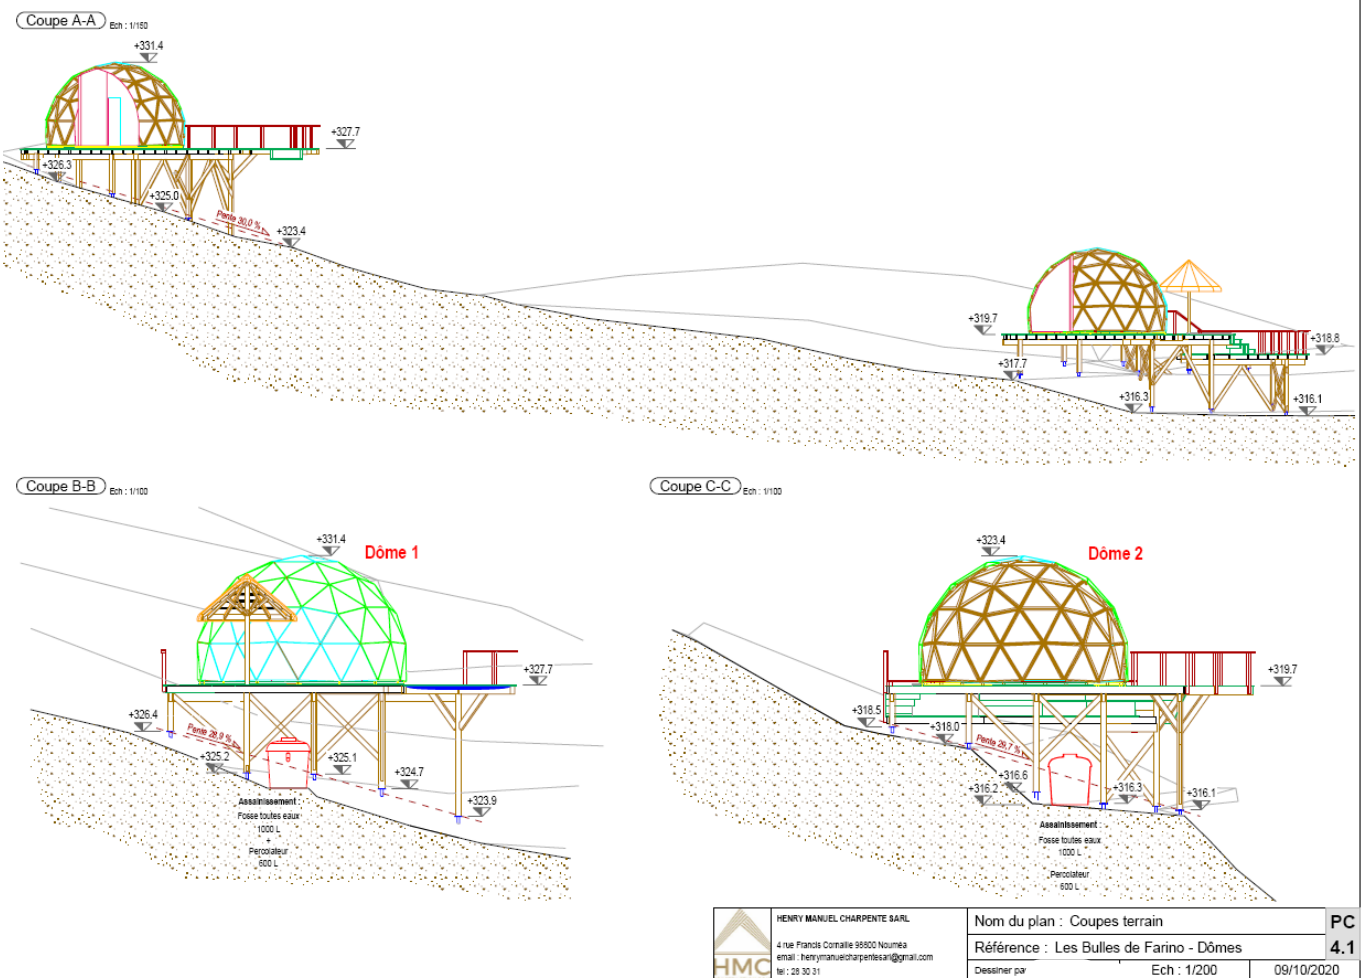 Coupe A-A Ech : 1/150
+331.4
+327.7
+326.3
+325.0
Pente 30,0 %
+323.4
+319.7
+318.8
+317.7
+316.3
+316.1
Coupe B-B Ech : 1/100
+331.4
Dôme 1
+327.7
+326.4
Pente 28,9 %
+325.2
+325.1
+324.7
+323.9
Assainissement :
Fosse toutes eaux
1000 L
+
Percolateur
600 L
Coupe C-C Ech : 1/100
+323.4
Dôme 2
+319.7
+318.5
+318.0
Pente 29,7 %
+316.6
+316.2
+316.3
+316.1
Assainissement :
Fosse toutes eaux
1000 L
Percolateur
600 L
HMC
HENRY MANUEL CHARPENTE SARL
4 rue Francis Cornaille 98800 Nouméa
email : henrymanuelcharpentesarl@gmail.com
tel : 28 30 31
Nom du plan : Coupes terrain
PC
Référence : Les Bulles de Farino - Dômes
4.1
Dessiner par
Ech : 1/200
09/10/2020